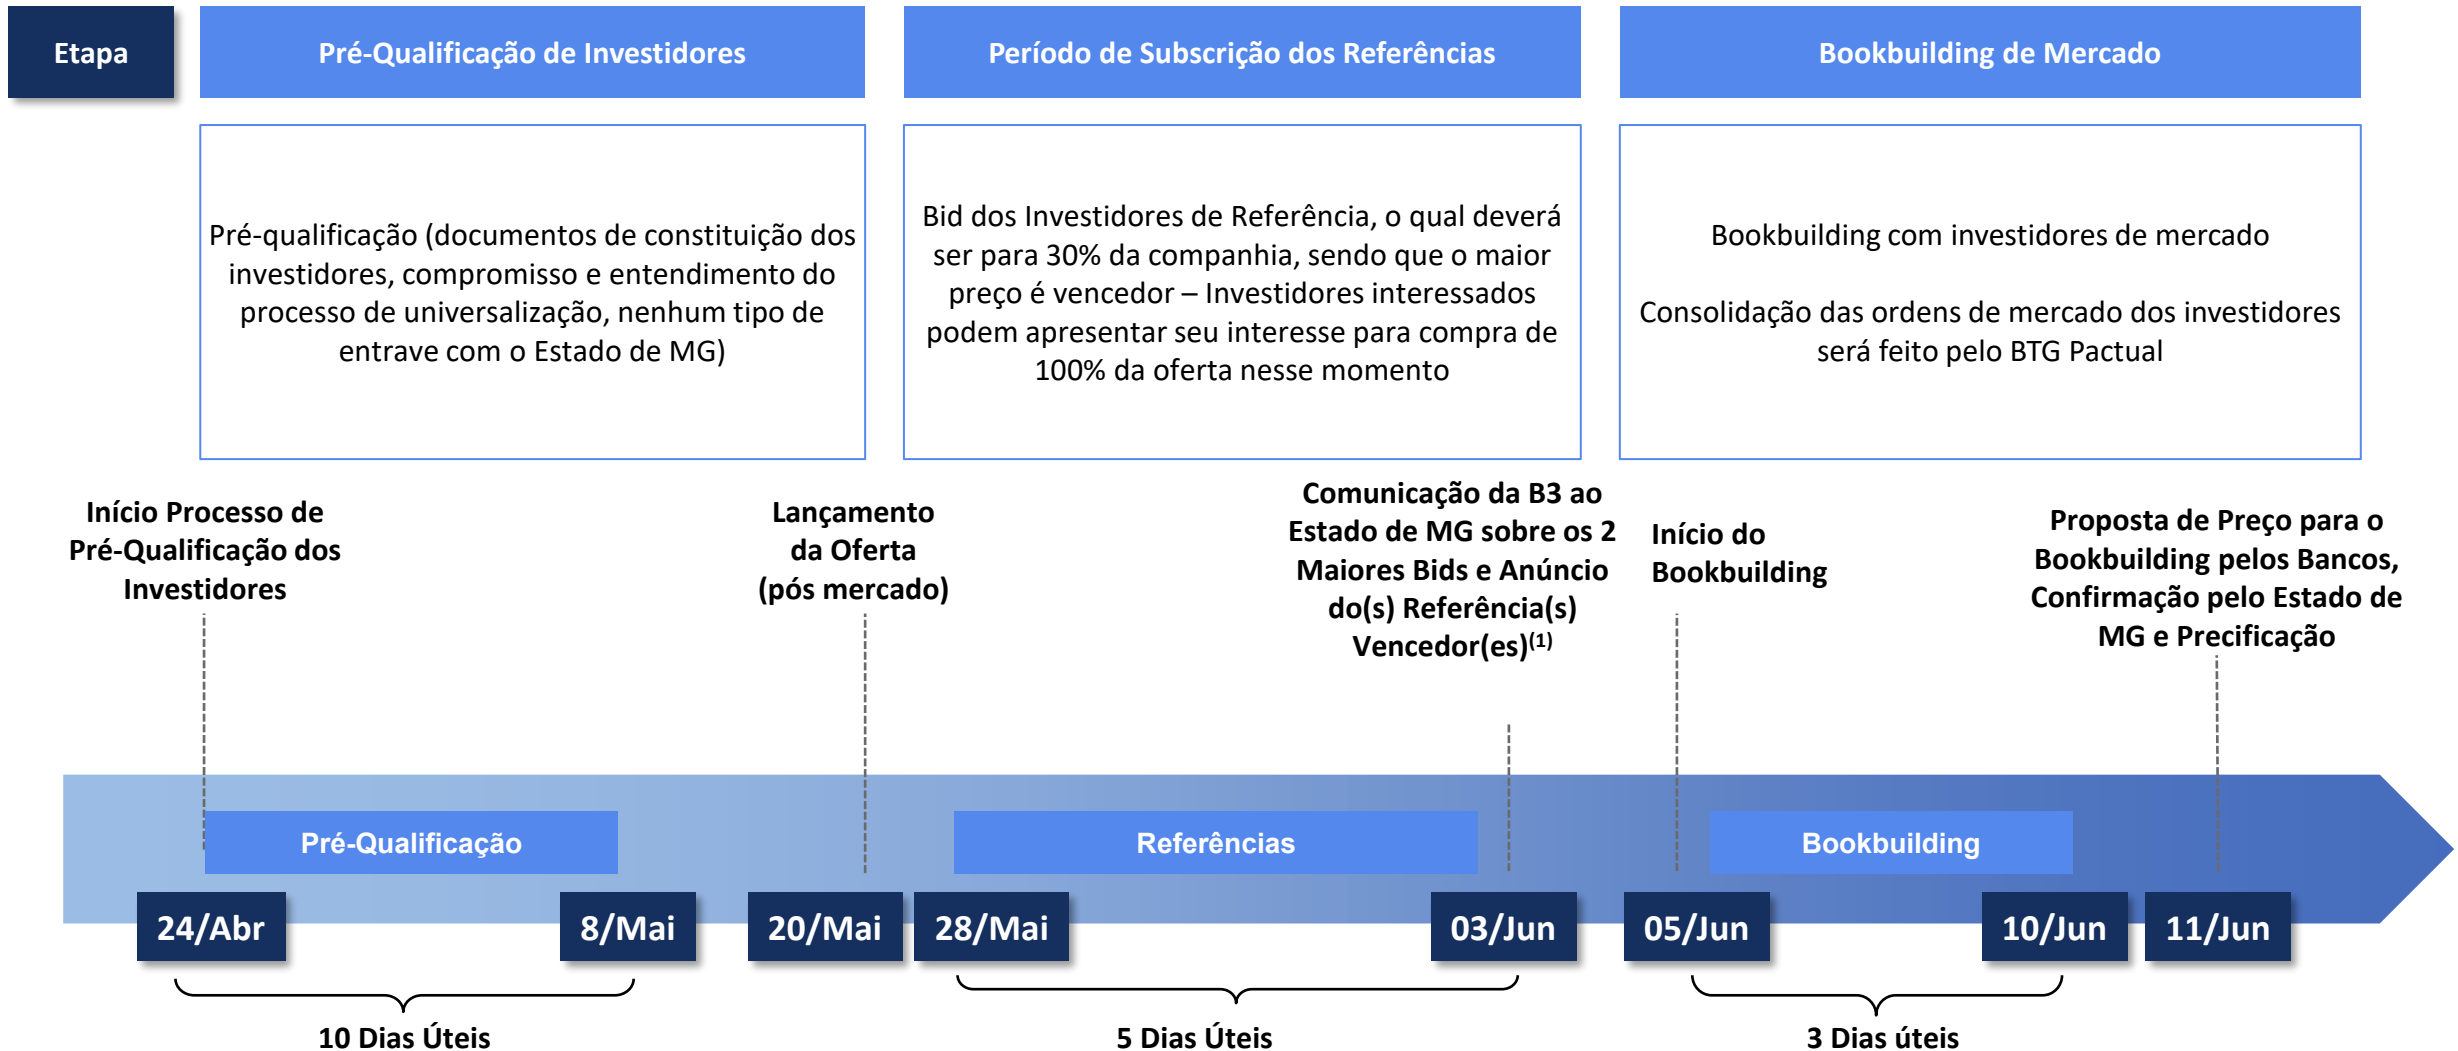 Etapa
Pré-Qualificação de Investidores
Período de Subscrição dos Referências
Bookbuilding de Mercado
Pré-qualificação (documentos de constituição dos
investidores, compromisso e entendimento do
processo de universalização, nenhum tipo de
entrave com o Estado de MG)
Bid dos Investidores de Referência, o qual deverá
ser para 30% da companhia, sendo que o maior
preço é vencedor – Investidores interessados
podem apresentar seu interesse para compra de
100% da oferta nesse momento
Bookbuilding com investidores de mercado
Consolidação das ordens de mercado dos investidores
será feito pelo BTG Pactual
Início Processo de
Pré-Qualificação dos
Investidores
Lançamento
da Oferta
(pós mercado)
Comunicação da B3 ao
Estado de MG sobre os 2
Maiores Bids e Anúncio
do(s) Referência(s)
Vencedor(es)(1)
Início do
Bookbuilding
Proposta de Preço para o
Bookbuilding pelos Bancos,
Confirmação pelo Estado de
MG e Precificação
Pré-Qualificação
Referências
Bookbuilding
24/Abr
8/Mai
20/Mai
28/Mai
03/Jun
05/Jun
10/Jun
11/Jun
10 Dias Úteis
5 Dias Úteis
3 Dias úteis